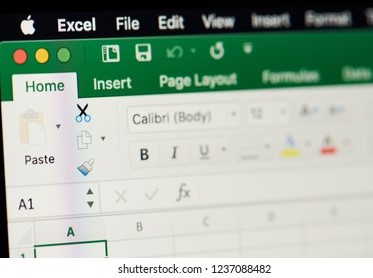 Excel File Edit View Insert Format
Home Insert Page Layout Formulas Data
Calibri (Body) 12 A A
Paste B I U A
A1 fx
A B C
1
shutterstock.com · 1237088482